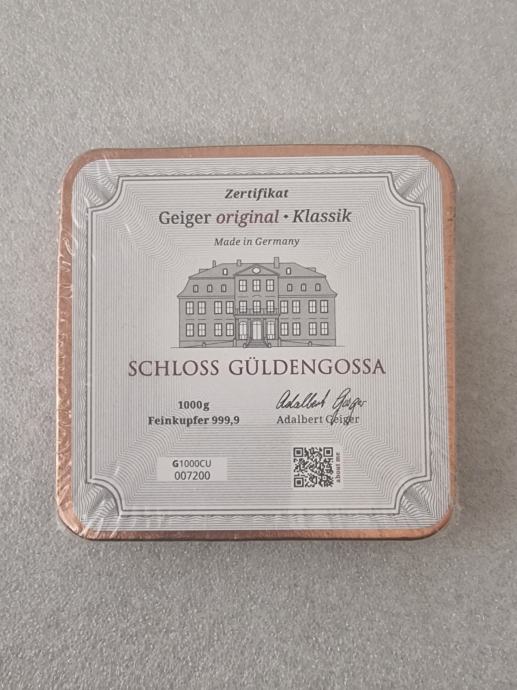 Zertifikat
Geiger original • Klassik
Made in Germany
SCHLOSS GÜLDENGOSSA
1000g
Feinkupfer 999,9
Adalbert Geiger
Adalbert Geiger
G1000CU
007200
about me